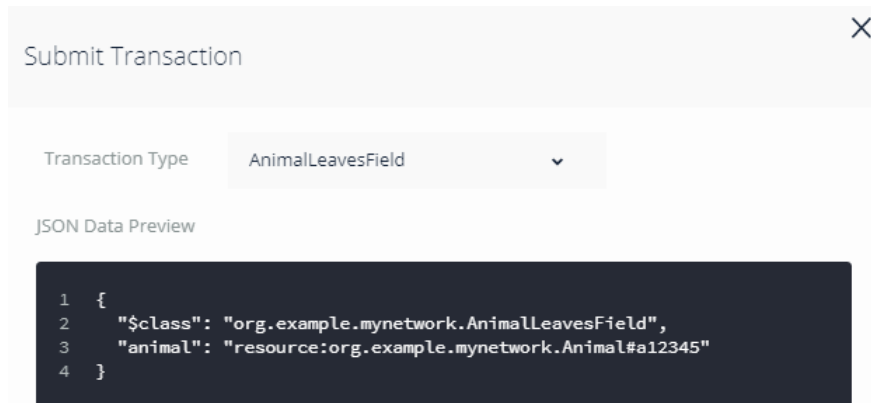 Submit Transaction
Transaction Type AnimalLeavesField
JSON Data Preview
1 {
2 "$class": "org.example.mynetwork.AnimalLeavesField",
3 "animal": "resource:org.example.mynetwork.Animal#a12345"
4 }